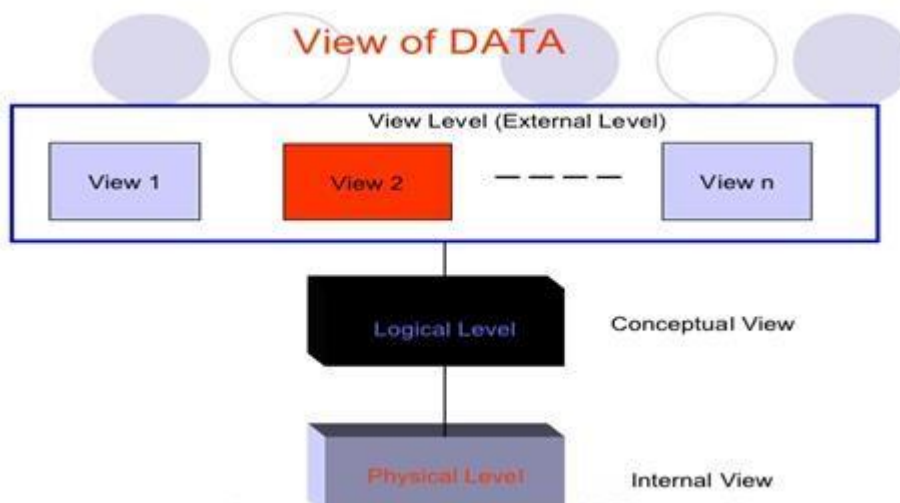 View of DATA
View Level (External Level)
View 1
View 2
View n
Logical Level
Conceptual View
Physical Level
Internal View